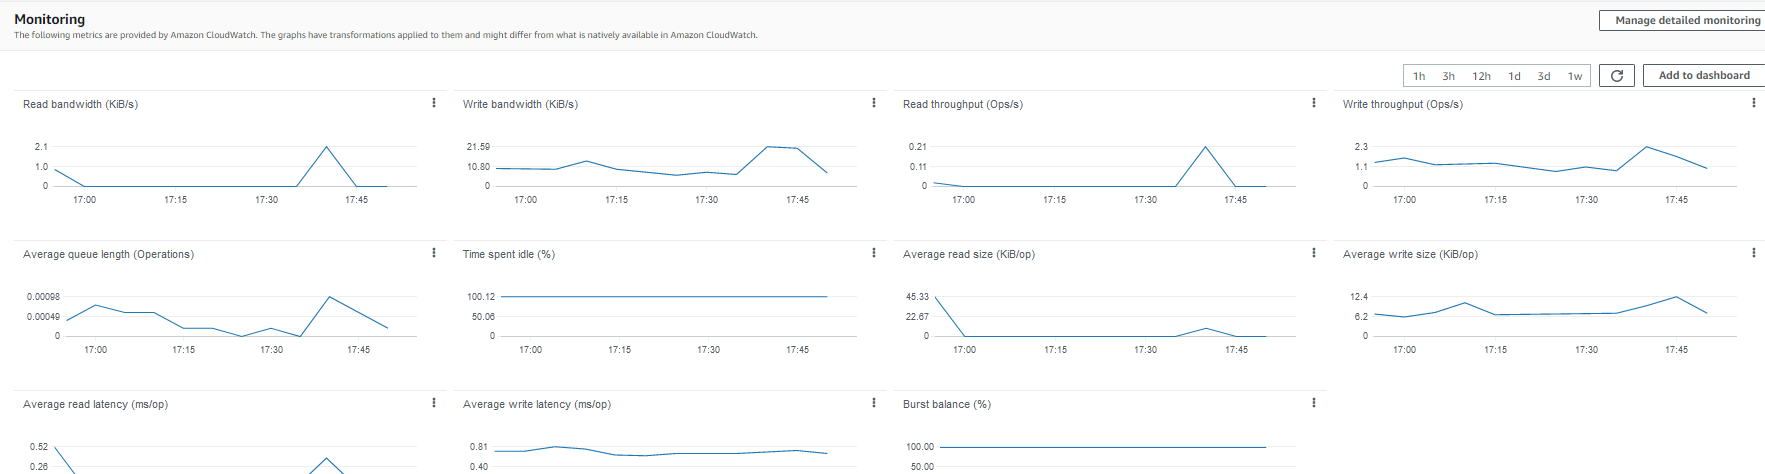 Monitoring
Manage detailed monitoring
The following metrics are provided by Amazon CloudWatch. The graphs have transformations applied to them and might differ from what is natively available in Amazon CloudWatch.
1h 3h 12h 1d 3d 1w
Add to dashboard
Read bandwidth (KiB/s)
2.1
1.0
0
17:00 17:15 17:30 17:45
Write bandwidth (KiB/s)
21.59
10.80
0
17:00 17:15 17:30 17:45
Read throughput (Ops/s)
0.21
0.11
0
17:00 17:15 17:30 17:45
Write throughput (Ops/s)
2.3
1.1
0
17:00 17:15 17:30 17:45
Average queue length (Operations)
0.00098
0.00049
0
17:00 17:15 17:30 17:45
Time spent idle (%)
100.12
50.06
0
17:00 17:15 17:30 17:45
Average read size (KiB/op)
45.33
22.67
0
17:00 17:15 17:30 17:45
Average write size (KiB/op)
12.4
6.2
0
17:00 17:15 17:30 17:45
Average read latency (ms/op)
0.52
0.26
Average write latency (ms/op)
0.81
0.40
Burst balance (%)
100.00
50.00